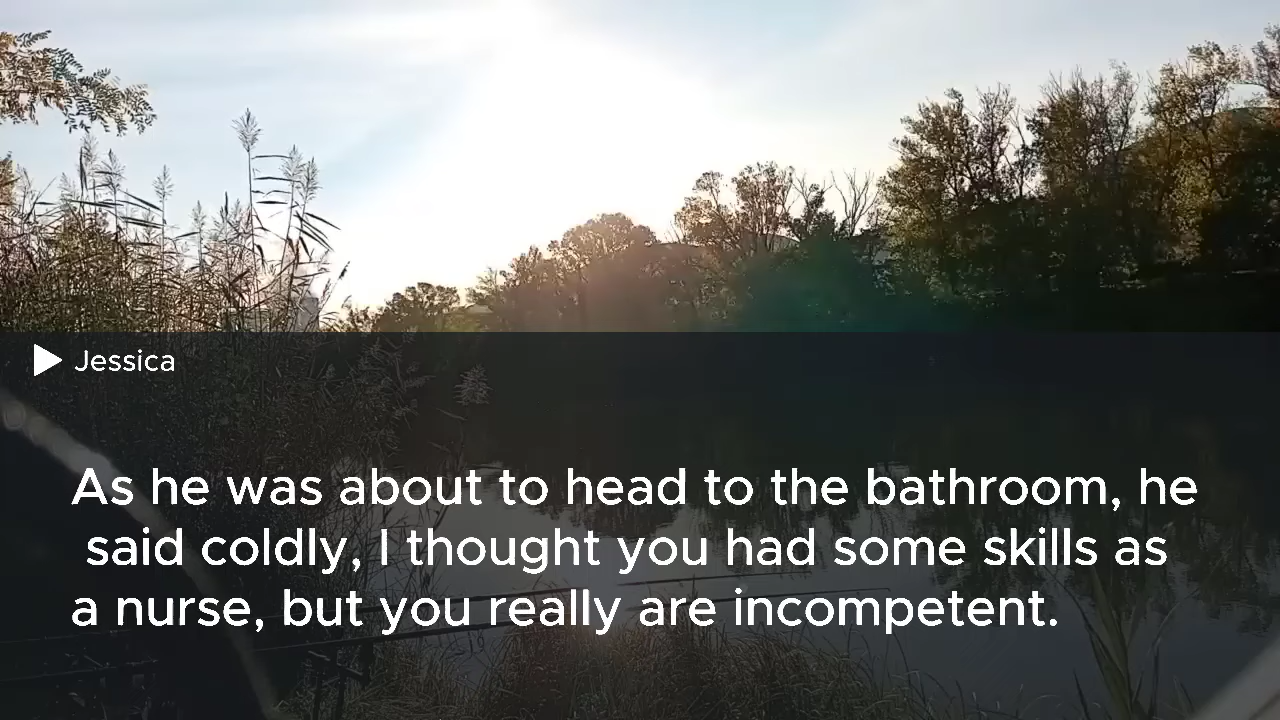 Jessica
As he was about to head to the bathroom, he
said coldly, I thought you had some skills as
a nurse, but you really are incompetent.